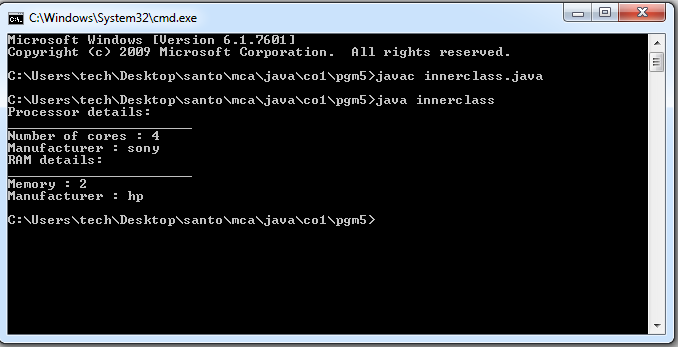 C:\Windows\System32\cmd.exe
Microsoft Windows [Version 6.1.7601]
Copyright (c) 2009 Microsoft Corporation.  All rights reserved.
C:\Users\tech\Desktop\santo\mca\java\co1\pgm5>javac innerclass.java
C:\Users\tech\Desktop\santo\mca\java\co1\pgm5>java innerclass
Processor details:
_______________________
Number of cores : 4
Manufacturer : sony
RAM details:
_______________________
Memory : 2
Manufacturer : hp
C:\Users\tech\Desktop\santo\mca\java\co1\pgm5>